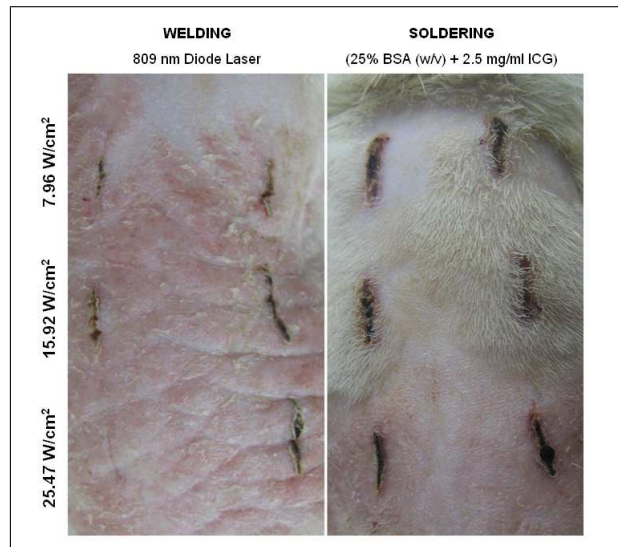 WELDING
809 nm Diode Laser
SOLDERING
(25% BSA (w/v) + 2.5 mg/ml ICG)
7.96 W/cm²
15.92 W/cm²
25.47 W/cm²